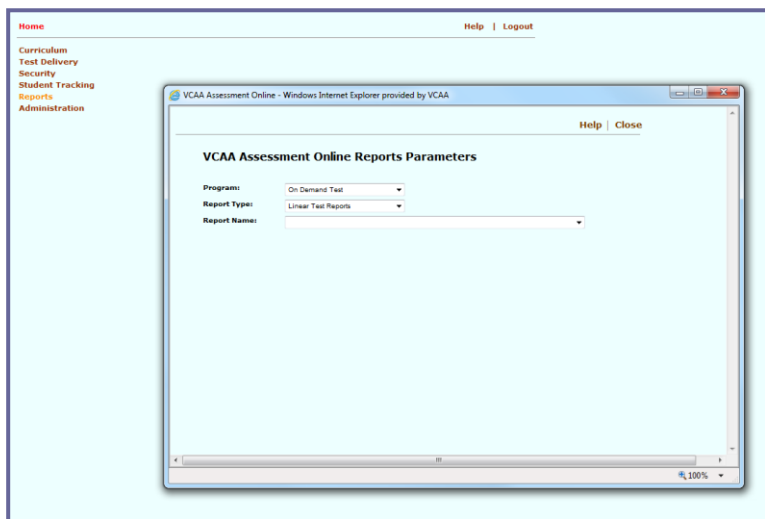 Home
Help | Logout
Curriculum
Test Delivery
Security
Student Tracking
Reports
Administration
VCAA Assessment Online - Windows Internet Explorer provided by VCAA
Help | Close
VCAA Assessment Online Reports Parameters
Program: On Demand Test
Report Type: Linear Test Reports
Report Name:
100%